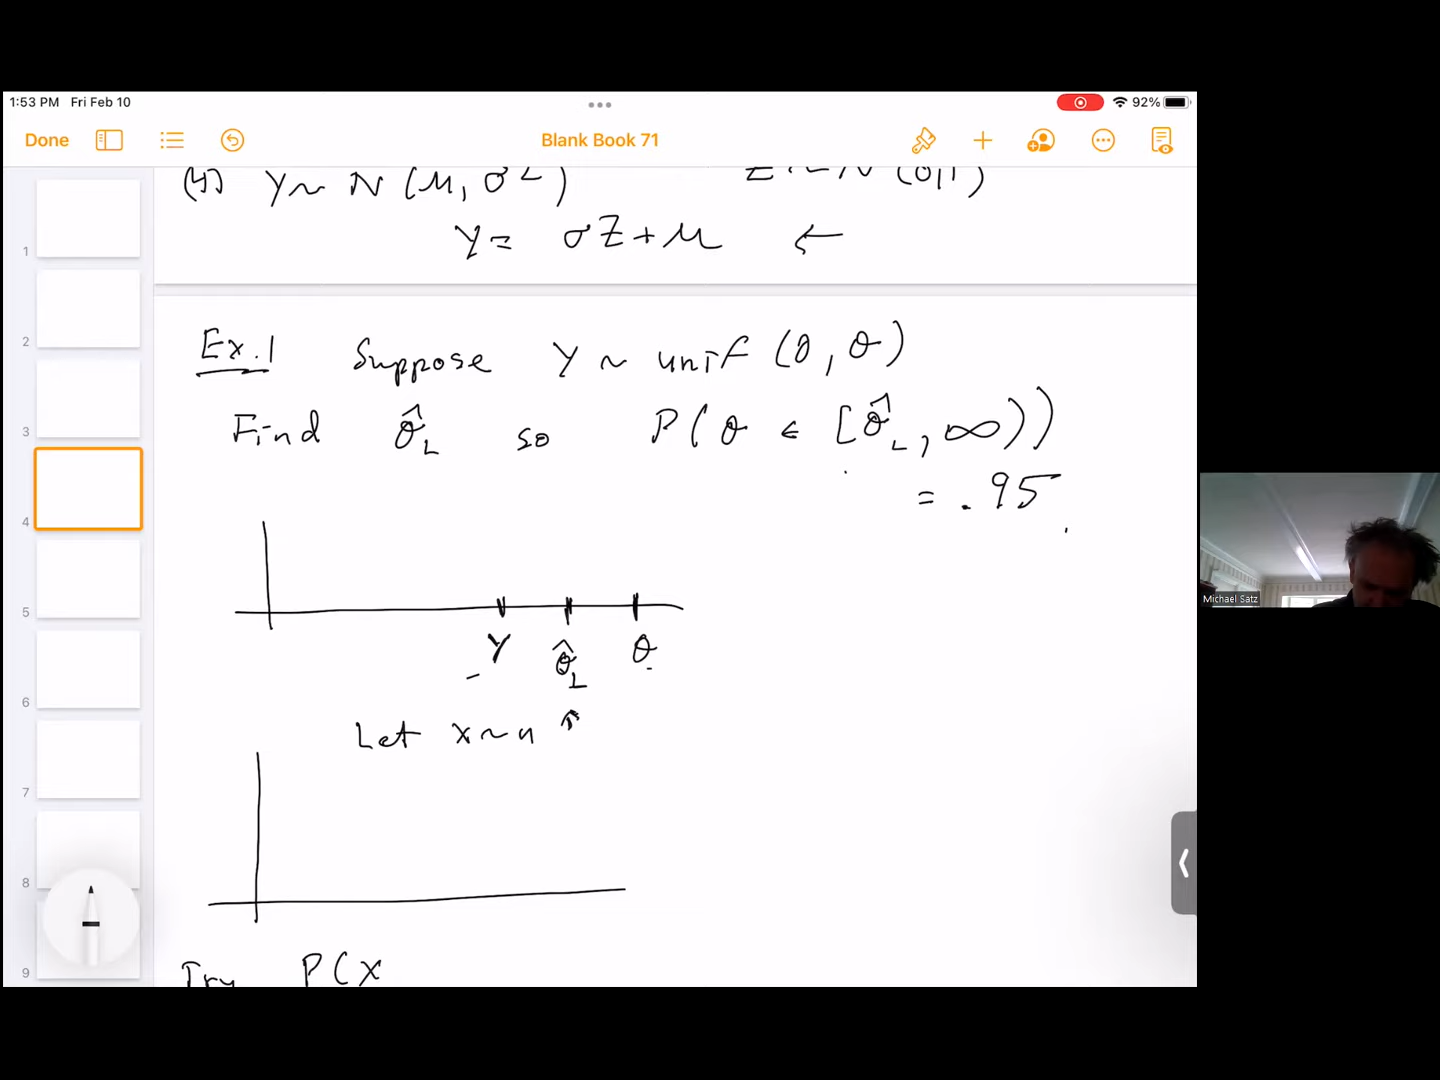 1:53 PM Fri Feb 10
92%
Done
Blank Book 71
(4) Y ~ N (μ, σ²) Z ~ N (0,1)
Y = σZ + μ ←
Ex. 1 Suppose Y ~ unif (0, θ)
Find θ̂_L so P(θ ∈ [θ̂_L, ∞))
= .95
Y θ̂_L θ
Let x ~ u ↑
Try P(X
1
2
3
4
5
6
7
8
9
Michael Satz